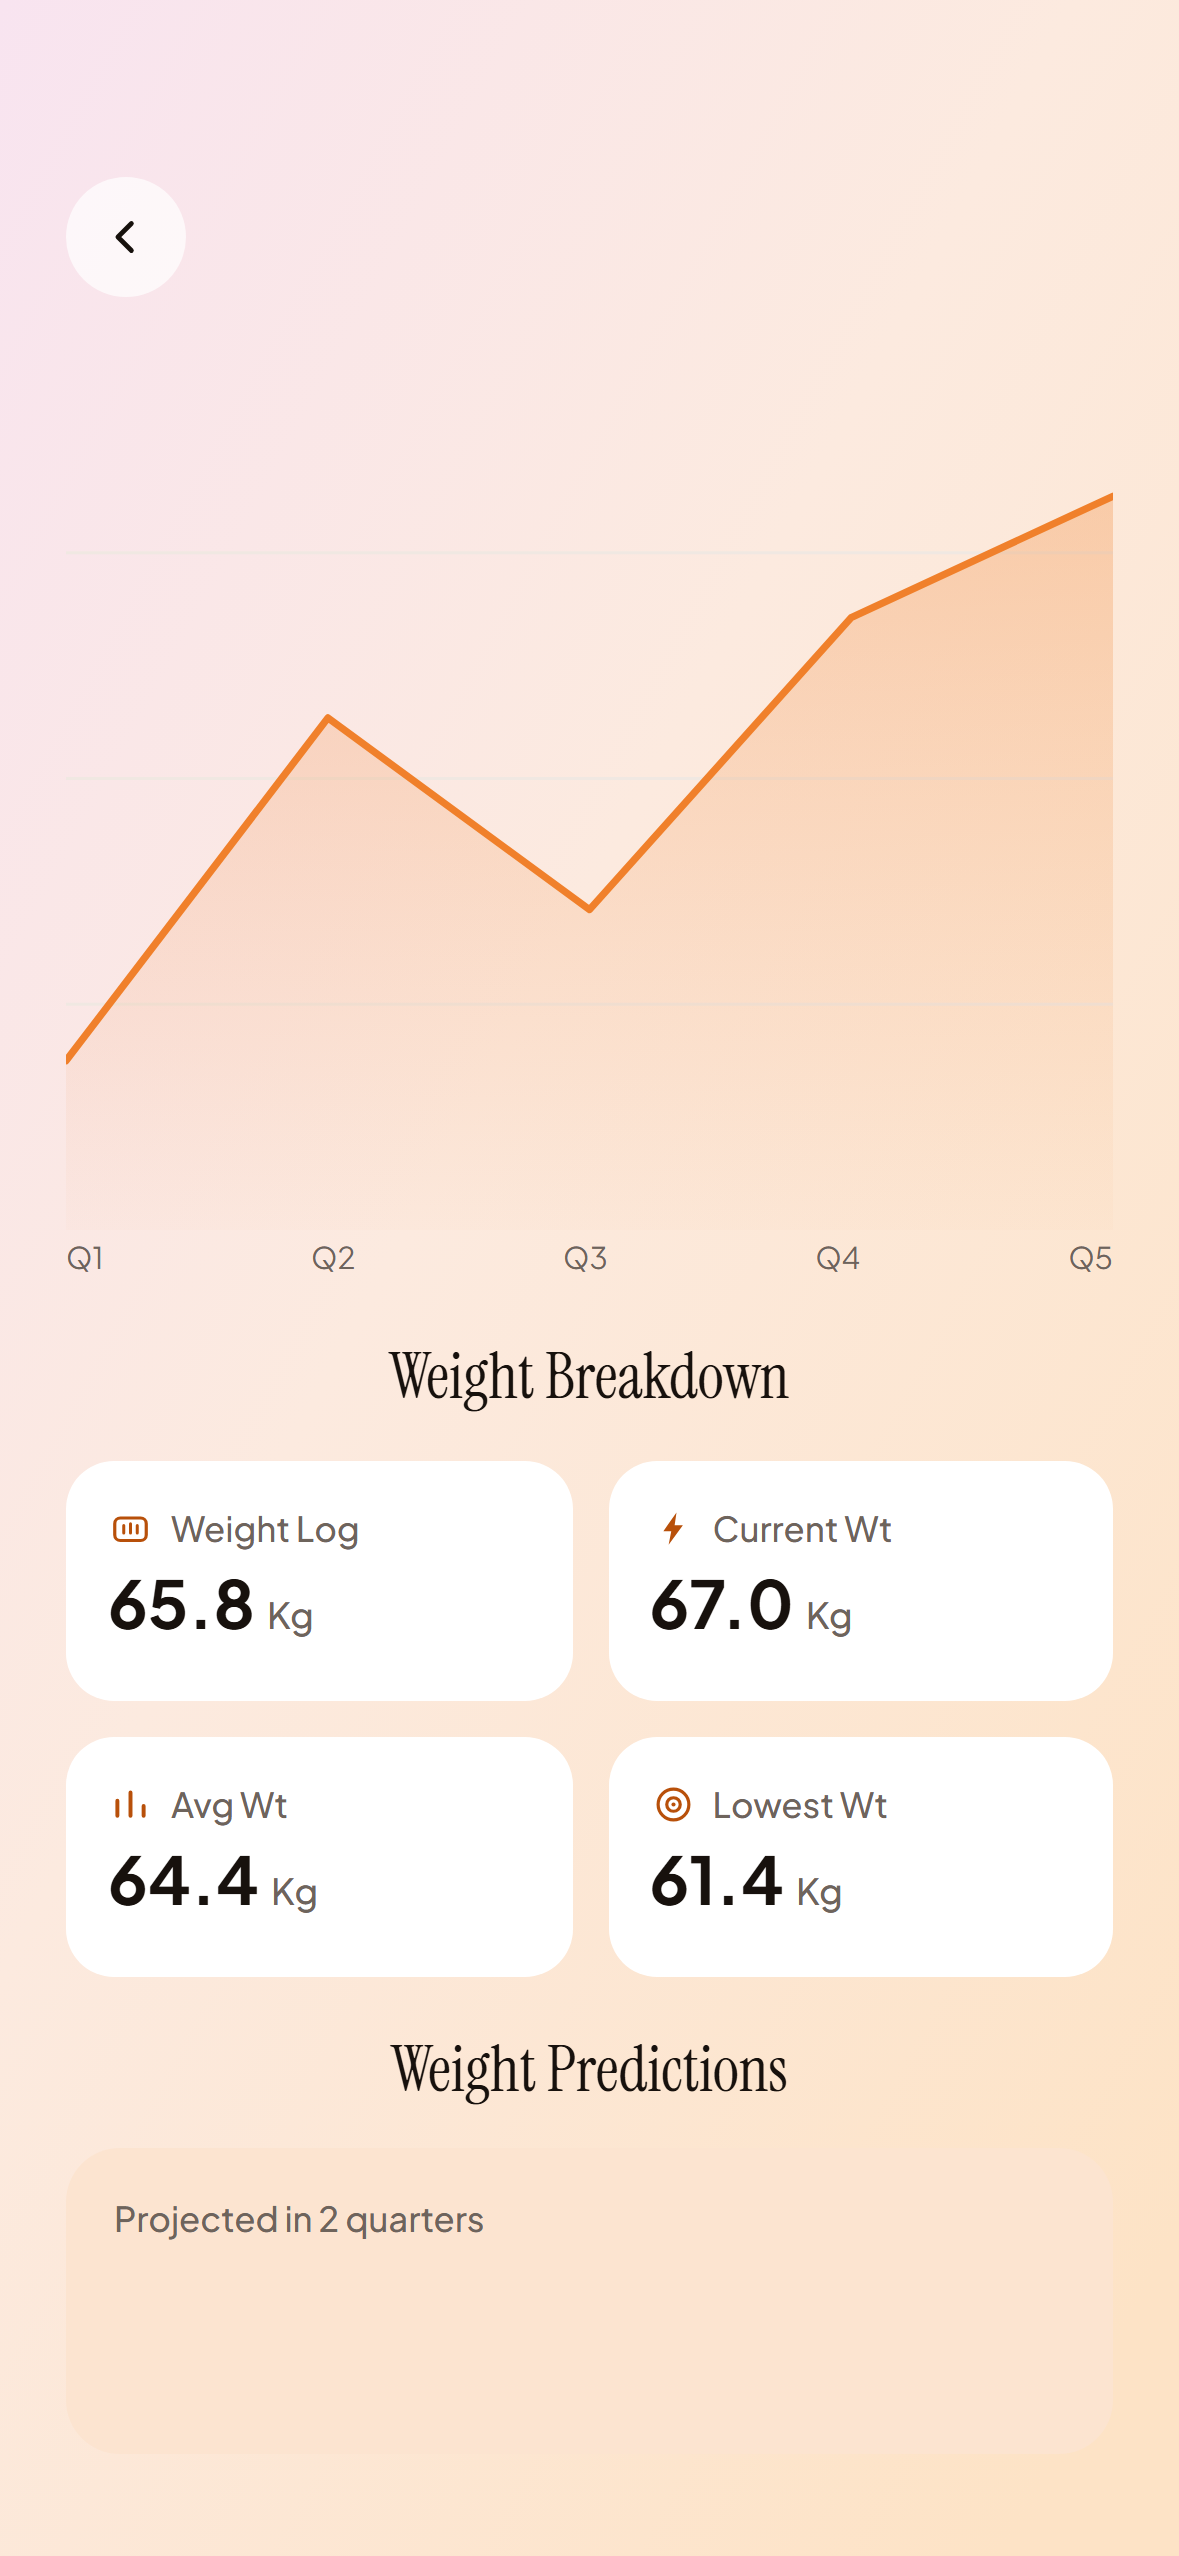 Q1 Q2 Q3 Q4 Q5
Weight Breakdown
Weight Log
65.8 Kg
Current Wt
67.0 Kg
Avg Wt
64.4 Kg
Lowest Wt
61.4 Kg
Weight Predictions
Projected in 2 quarters